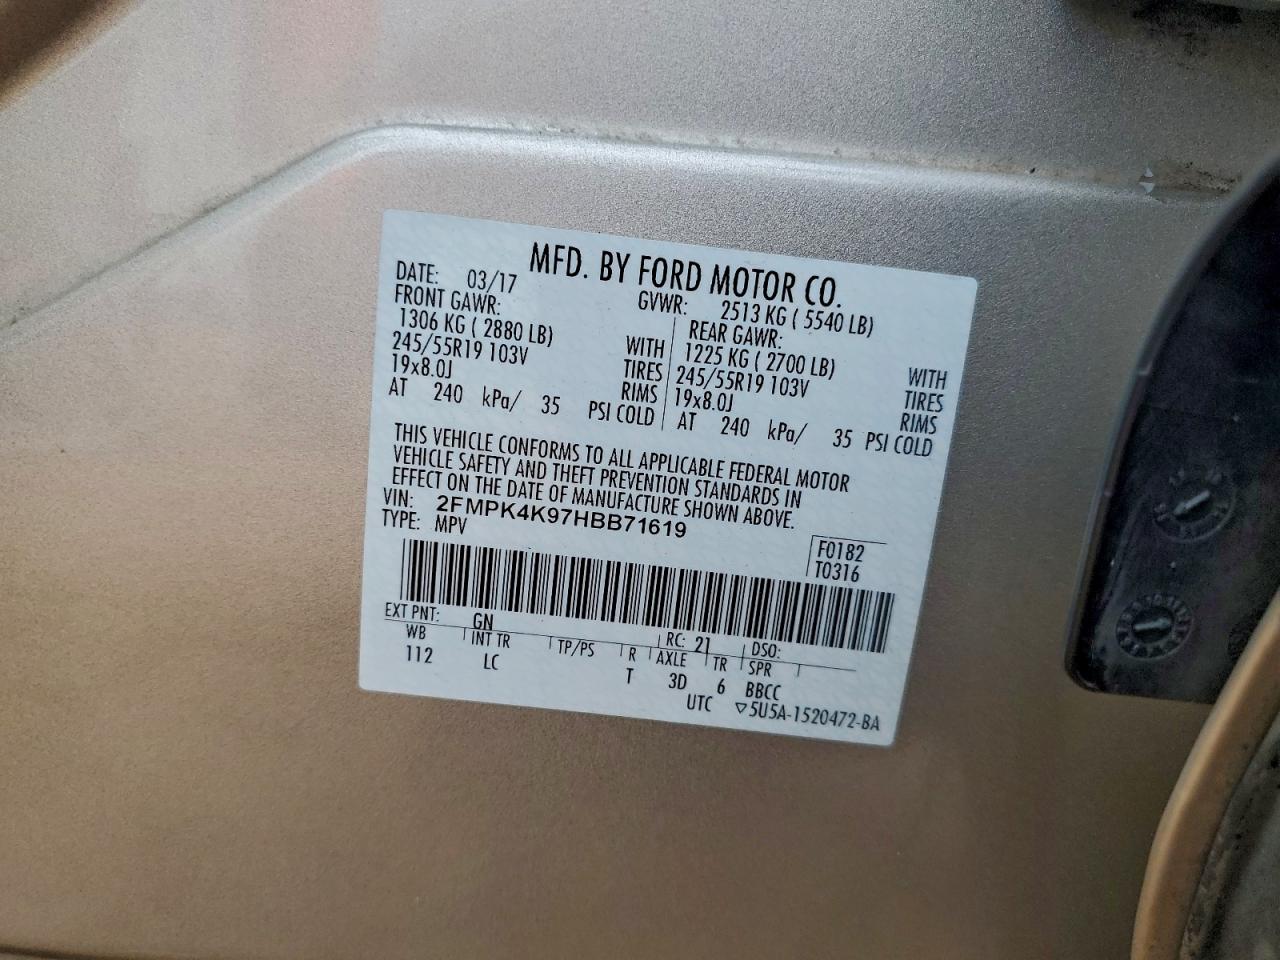 MFD. BY FORD MOTOR CO.
DATE: 03/17 GVWR: 2513 KG ( 5540 LB)
FRONT GAWR: REAR GAWR:
1306 KG ( 2880 LB) WITH 1225 KG ( 2700 LB) WITH
245/55R19 103V TIRES 245/55R19 103V TIRES
19x8.0J RIMS 19x8.0J RIMS
AT 240 kPa/ 35 PSI COLD AT 240 kPa/ 35 PSI COLD
THIS VEHICLE CONFORMS TO ALL APPLICABLE FEDERAL MOTOR
VEHICLE SAFETY AND THEFT PREVENTION STANDARDS IN
EFFECT ON THE DATE OF MANUFACTURE SHOWN ABOVE.
VIN: 2FMPK4K97HBB71619
TYPE: MPV
F0182
T0316
EXT PNT: GN RC: 21 DSO:
WB INT TR TP/PS R AXLE TR SPR
112 LC T 3D 6 BBCC
UTC ▽5U5A-1520472-BA